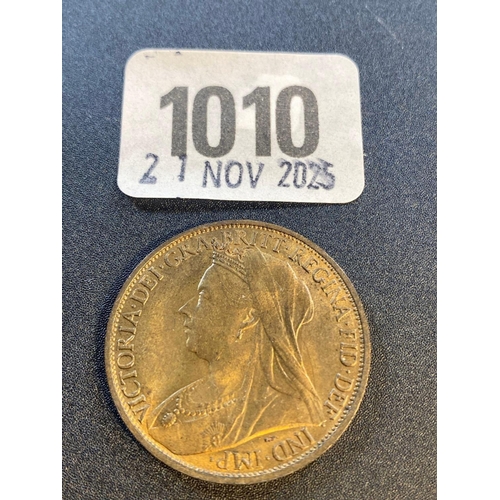 1010
21 NOV 2025
VICTORIA·DEI·GRA·BRITT·REGINA·FID·DEF·IND·IMP·